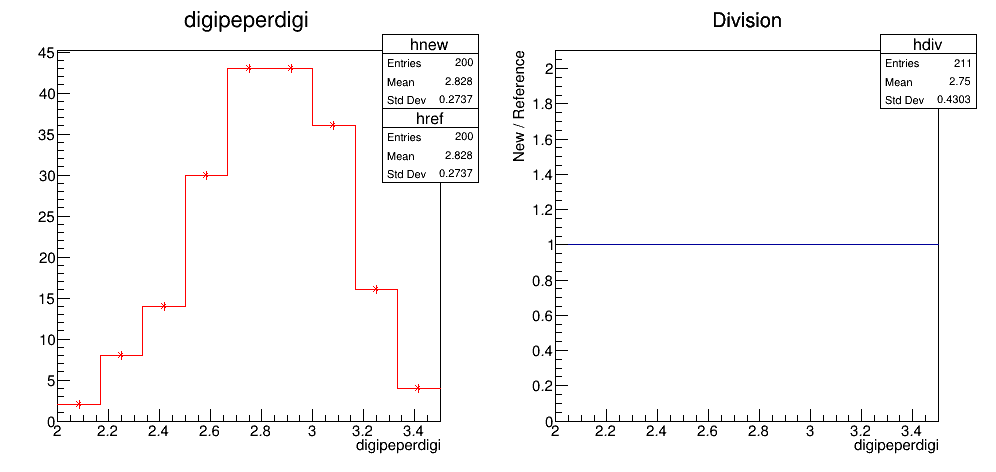 digipeperdigi
hnew
Entries 200
Mean 2.828
Std Dev 0.2737
href
Entries 200
Mean 2.828
Std Dev 0.2737
45
40
35
30
25
20
15
10
5
0
2 2.2 2.4 2.6 2.8 3 3.2 3.4
digipeperdigi
Division
hdiv
Entries 211
Mean 2.75
Std Dev 0.4303
New / Reference
2
1.8
1.6
1.4
1.2
1
0.8
0.6
0.4
0.2
0
2 2.2 2.4 2.6 2.8 3 3.2 3.4
digipeperdigi